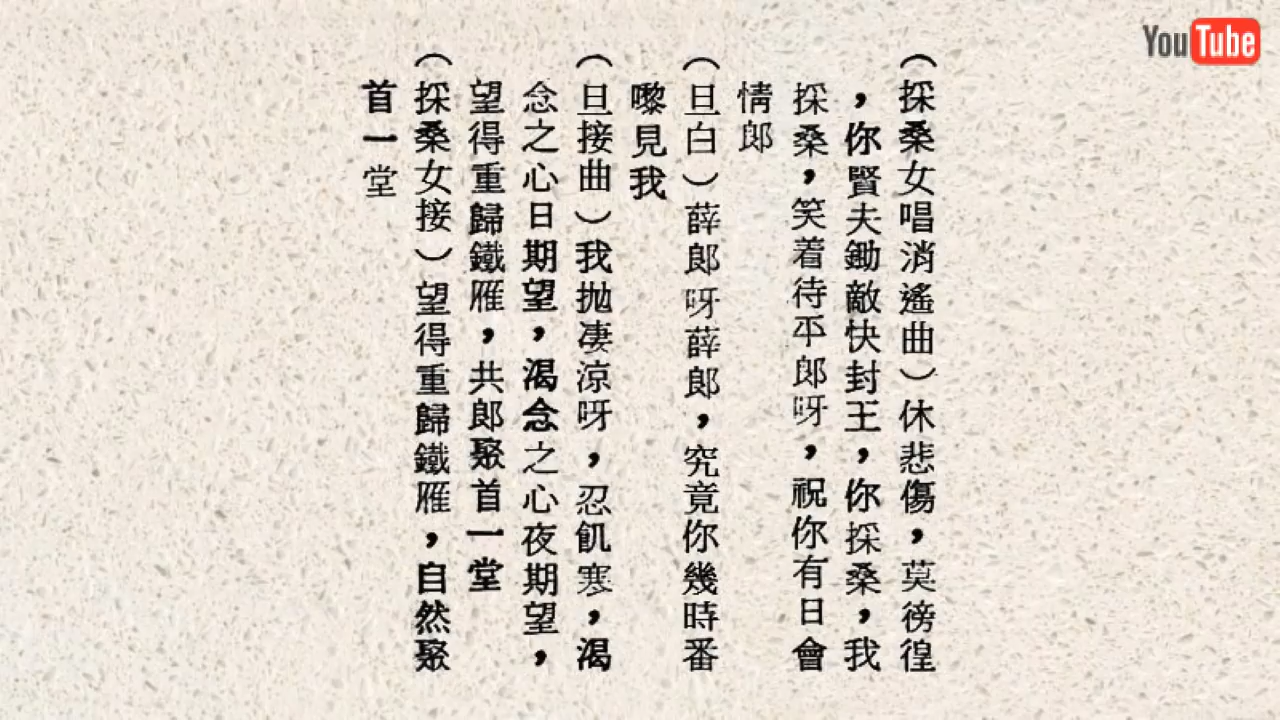 YouTube
（採桑女唱消遙曲）休悲傷，莫徬徨
，你賢夫鋤敵快封王，你採桑，我
採桑，笑着待平郎呀，祝你有日會
情郎
（旦白）薛郎呀薛郎，究竟你幾時番
嚟見我
（旦接曲）我拋凄涼呀，忍飢寒，渴
念之心日期望，渴念之心夜期望，
望得重歸鐵雁，共郎聚首一堂
（採桑女接）望得重歸鐵雁，自然聚
首一堂